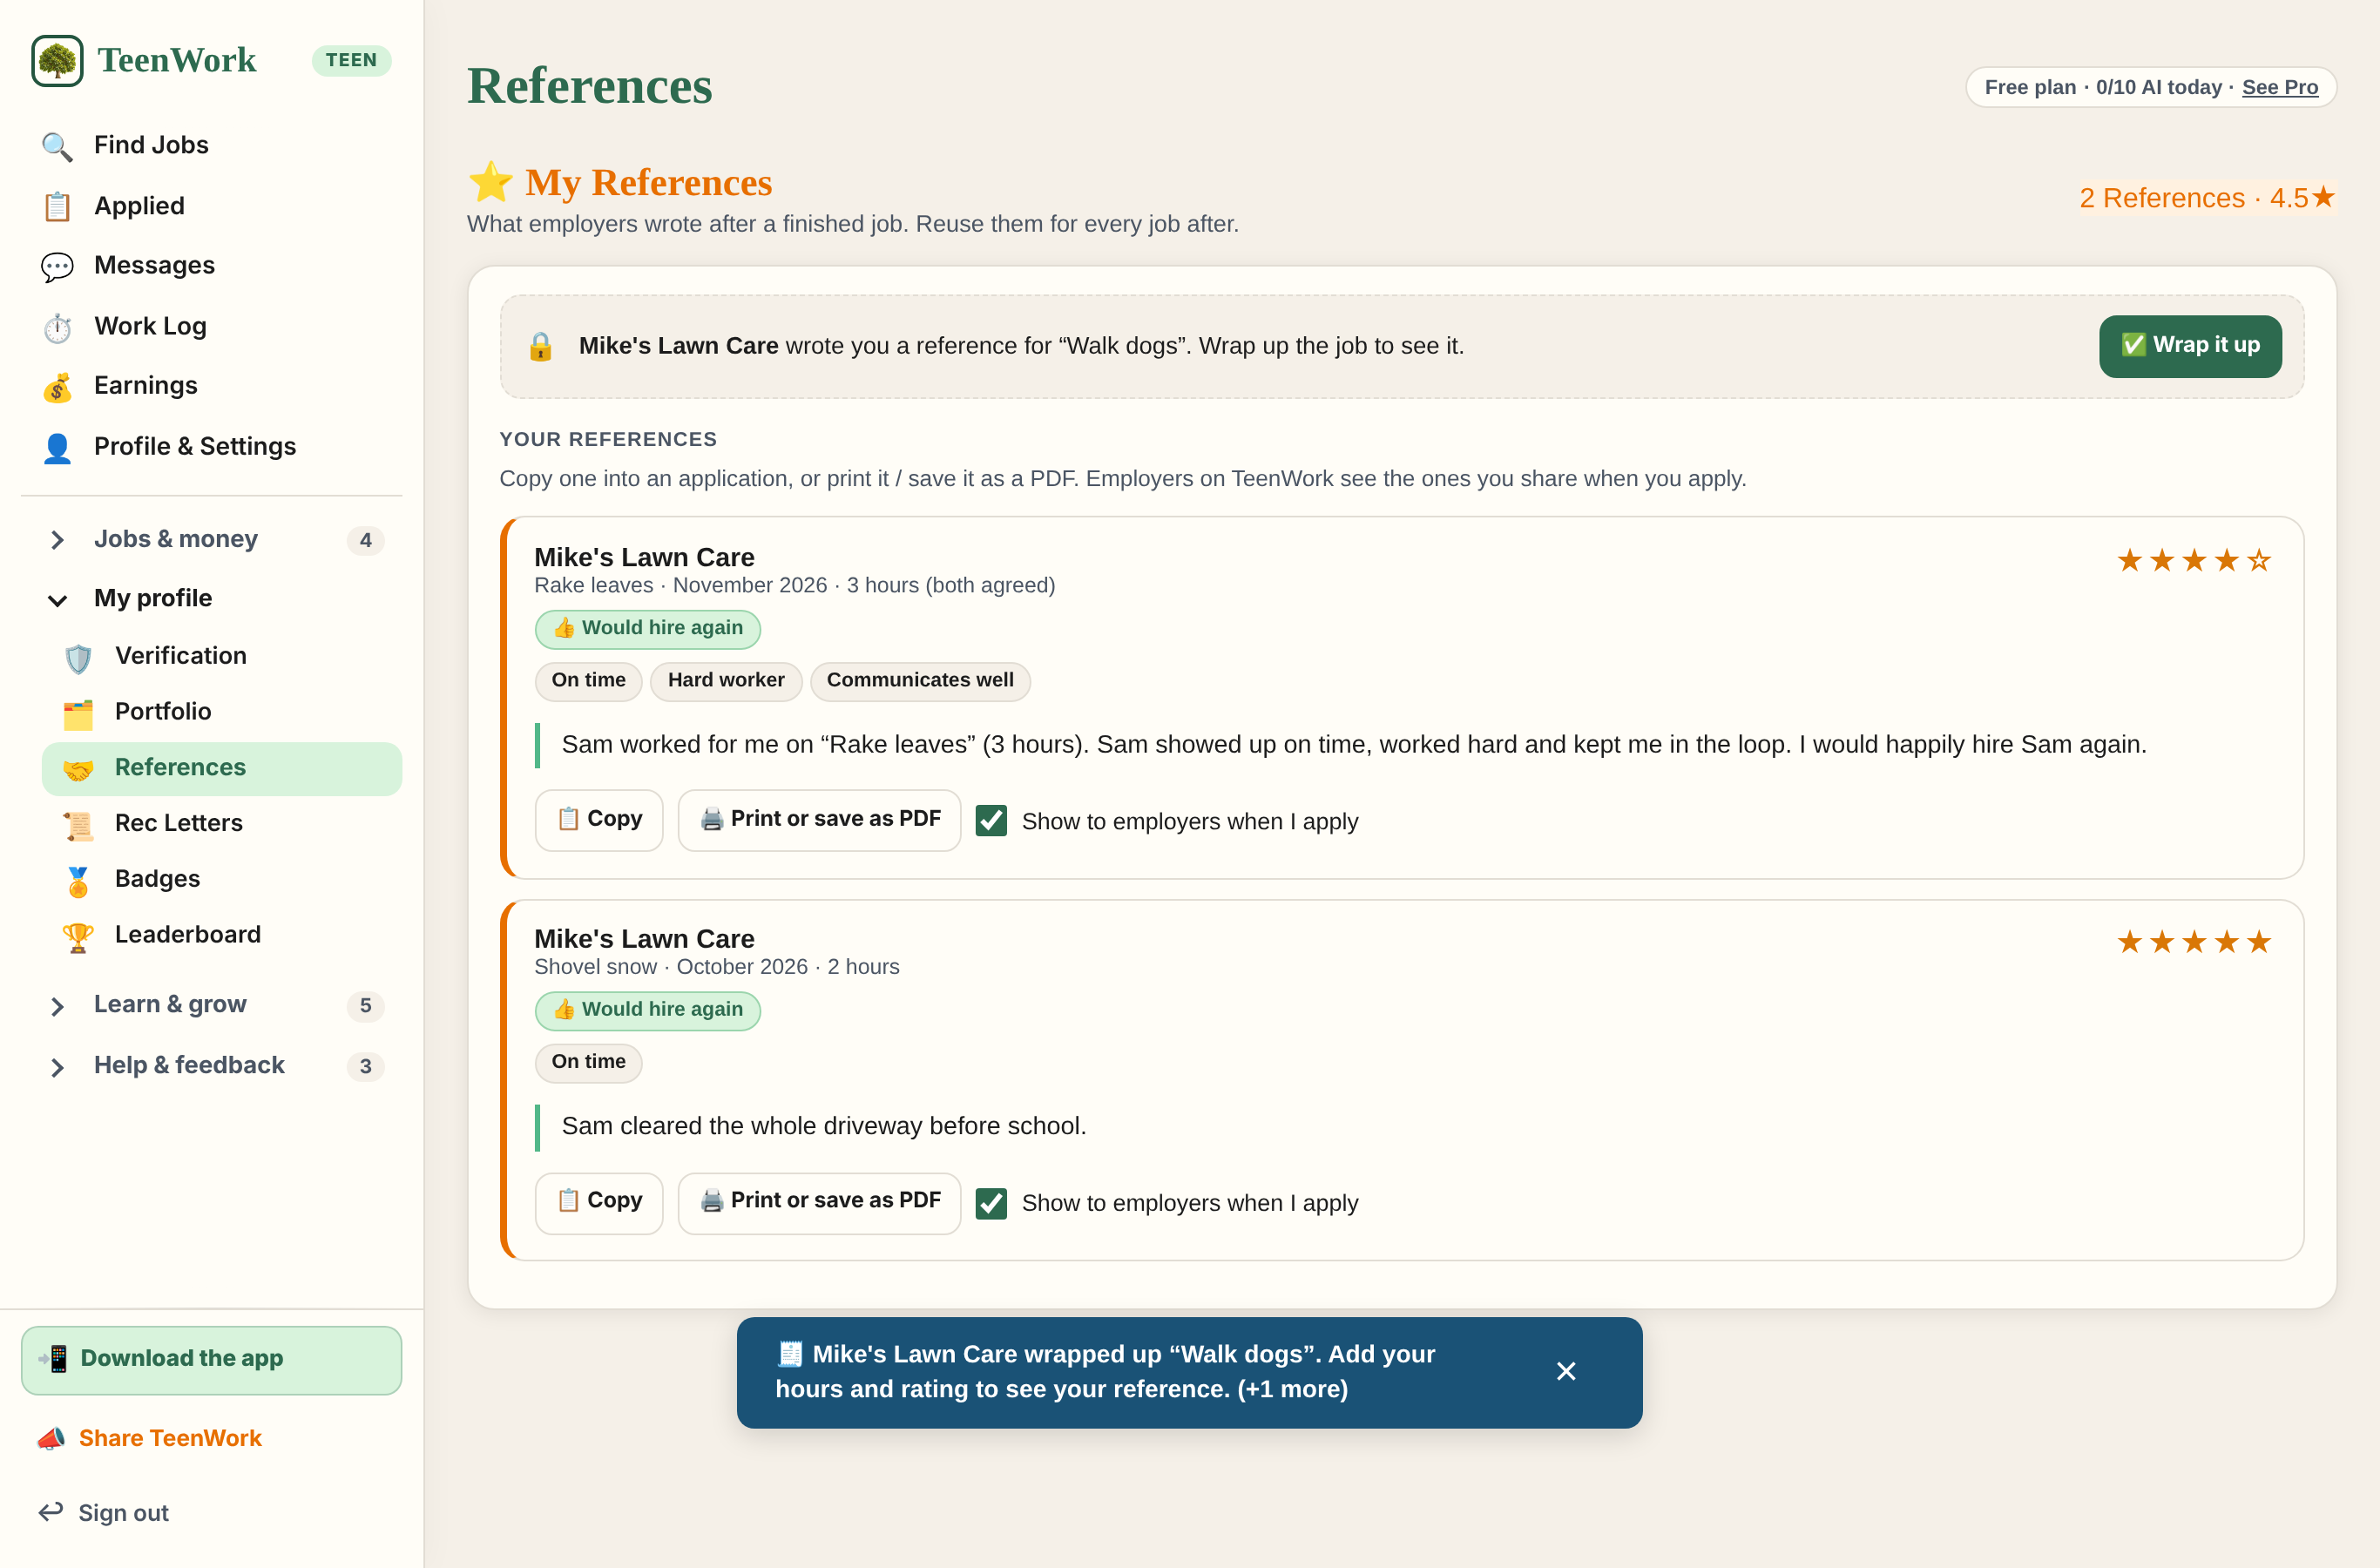 TeenWork
TEEN
Find Jobs
Applied
Messages
Work Log
Earnings
Profile & Settings
Jobs & money 4
My profile
Verification
Portfolio
References
Rec Letters
Badges
Leaderboard
Learn & grow 5
Help & feedback 3
Download the app
Share TeenWork
Sign out
References
Free plan · 0/10 AI today · See Pro
My References
What employers wrote after a finished job. Reuse them for every job after.
2 References · 4.5★
Mike's Lawn Care wrote you a reference for “Walk dogs”. Wrap up the job to see it.
Wrap it up
YOUR REFERENCES
Copy one into an application, or print it / save it as a PDF. Employers on TeenWork see the ones you share when you apply.
Mike's Lawn Care
★★★★☆
Rake leaves · November 2026 · 3 hours (both agreed)
Would hire again
On time Hard worker Communicates well
Sam worked for me on “Rake leaves” (3 hours). Sam showed up on time, worked hard and kept me in the loop. I would happily hire Sam again.
Copy Print or save as PDF Show to employers when I apply
Mike's Lawn Care
★★★★★
Shovel snow · October 2026 · 2 hours
Would hire again
On time
Sam cleared the whole driveway before school.
Copy Print or save as PDF Show to employers when I apply
Mike's Lawn Care wrapped up “Walk dogs”. Add your
hours and rating to see your reference. (+1 more)